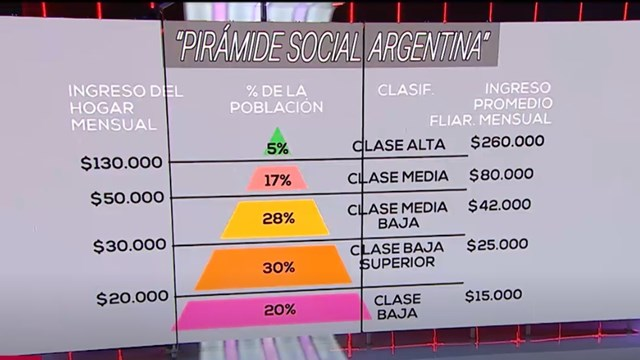 "PIRÁMIDE SOCIAL ARGENTINA"
INGRESO DEL
HOGAR
MENSUAL
% DE LA
POBLACIÓN
CLASIF.
INGRESO
PROMEDIO
FLIAR. MENSUAL
5%
CLASE ALTA
$260.000
$130.000
17%
CLASE MEDIA
$80.000
$50.000
28%
CLASE MEDIA
BAJA
$42.000
$30.000
30%
CLASE BAJA
SUPERIOR
$25.000
$20.000
20%
CLASE
BAJA
$15.000